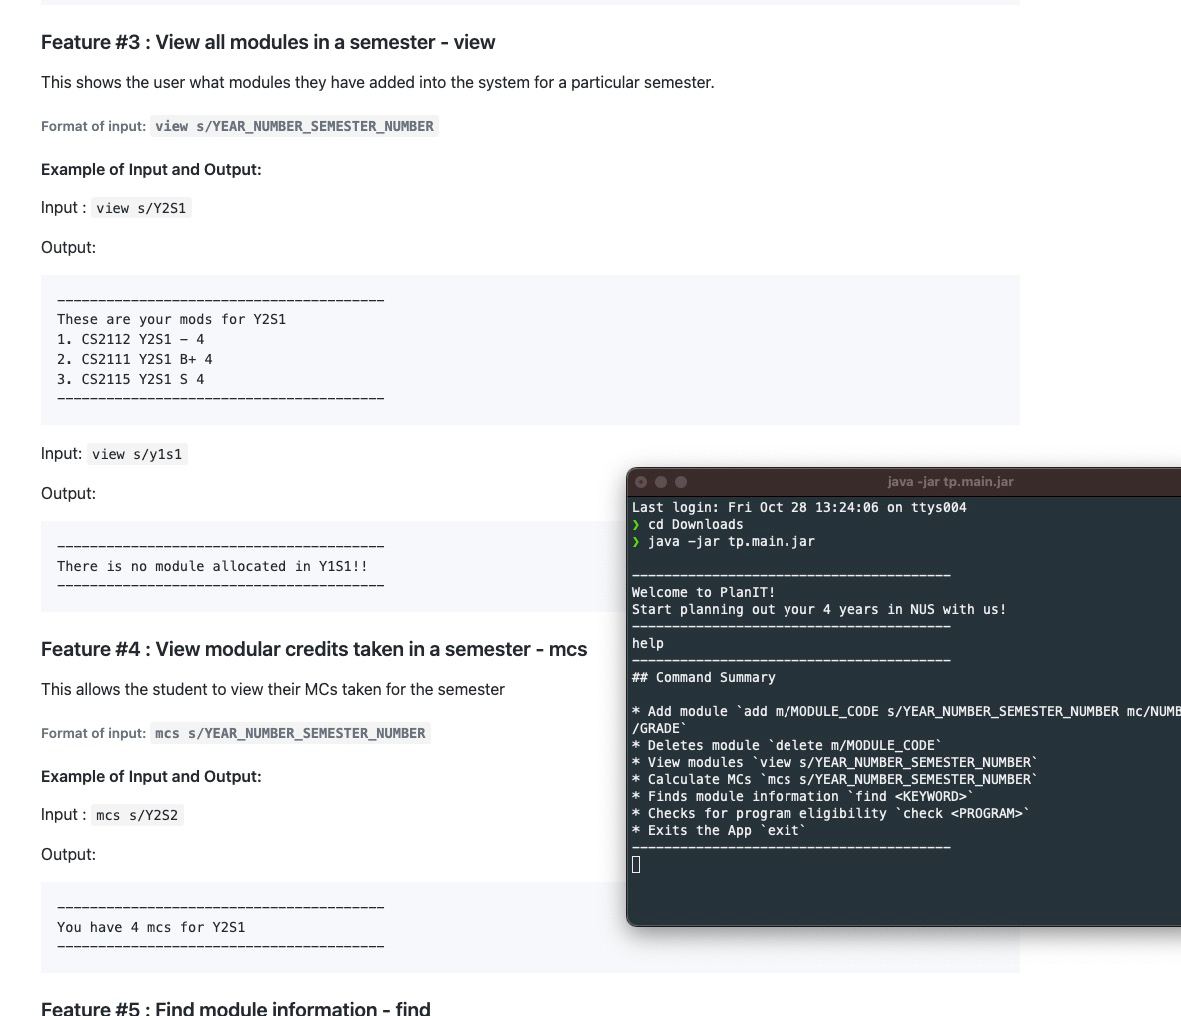 Feature #3 : View all modules in a semester - view
This shows the user what modules they have added into the system for a particular semester.
Format of input: view s/YEAR_NUMBER_SEMESTER_NUMBER
Example of Input and Output:
Input : view s/Y2S1
Output:
________________________________________
These are your mods for Y2S1
1. CS2112 Y2S1 - 4
2. CS2111 Y2S1 B+ 4
3. CS2115 Y2S1 S 4
________________________________________
Input: view s/y1s1
Output:
________________________________________
There is no module allocated in Y1S1!!
________________________________________
Feature #4 : View modular credits taken in a semester - mcs
This allows the student to view their MCs taken for the semester
Format of input: mcs s/YEAR_NUMBER_SEMESTER_NUMBER
Example of Input and Output:
Input : mcs s/Y2S2
Output:
________________________________________
You have 4 mcs for Y2S1
________________________________________
Feature #5 : Find module information - find
java -jar tp.main.jar
Last login: Fri Oct 28 13:24:06 on ttys004
❯ cd Downloads
❯ java -jar tp.main.jar
________________________________________
Welcome to PlanIT!
Start planning out your 4 years in NUS with us!
________________________________________
help
________________________________________
## Command Summary
* Add module `add m/MODULE_CODE s/YEAR_NUMBER_SEMESTER_NUMBER mc/NUMB
/GRADE`
* Deletes module `delete m/MODULE_CODE`
* View modules `view s/YEAR_NUMBER_SEMESTER_NUMBER`
* Calculate MCs `mcs s/YEAR_NUMBER_SEMESTER_NUMBER`
* Finds module information `find <KEYWORD>`
* Checks for program eligibility `check <PROGRAM>`
* Exits the App `exit`
________________________________________